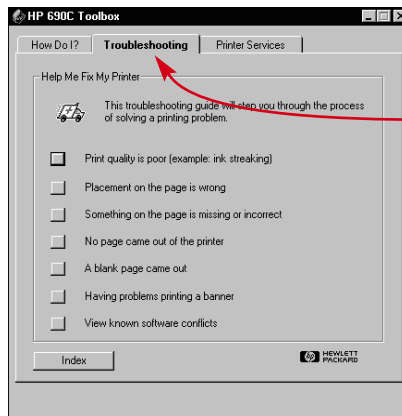 HP 690C Toolbox
How Do I?
Troubleshooting
Printer Services
Help Me Fix My Printer
This troubleshooting guide will step you through the process
of solving a printing problem.
Print quality is poor (example: ink streaking)
Placement on the page is wrong
Something on the page is missing or incorrect
No page came out of the printer
A blank page came out
Having problems printing a banner
View known software conflicts
Index
hp HEWLETT
PACKARD